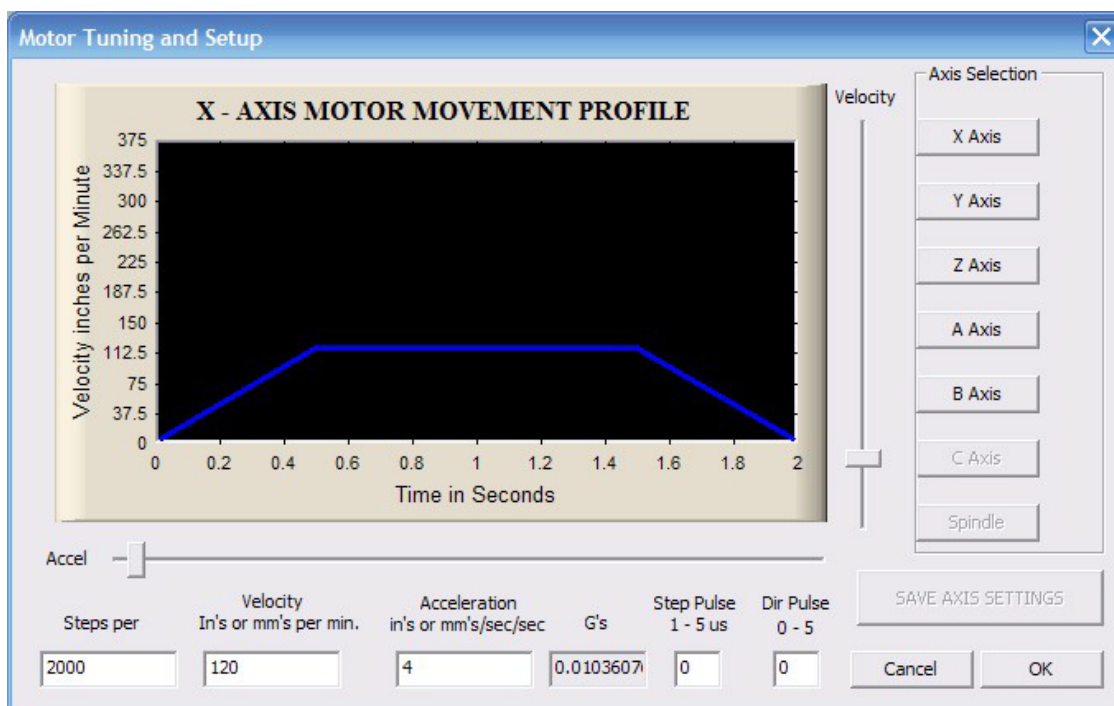 Motor Tuning and Setup
X - AXIS MOTOR MOVEMENT PROFILE
Velocity inches per Minute
375
337.5
300
262.5
225
187.5
150
112.5
75
37.5
0
0 0.2 0.4 0.6 0.8 1 1.2 1.4 1.6 1.8 2
Time in Seconds
Velocity
Axis Selection
X Axis
Y Axis
Z Axis
A Axis
B Axis
C Axis
Spindle
Accel
Steps per
2000
Velocity
In's or mm's per min.
120
Acceleration
in's or mm's/sec/sec
4
G's
0.0103607
Step Pulse
1 - 5 us
0
Dir Pulse
0 - 5
0
SAVE AXIS SETTINGS
Cancel
OK